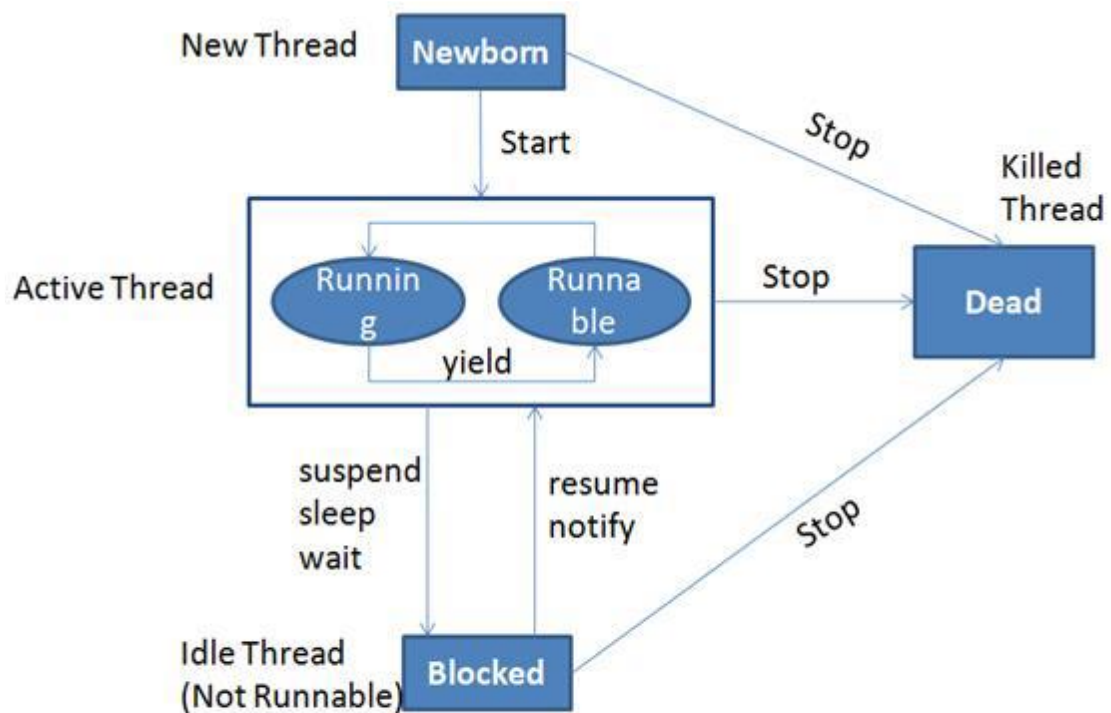 New Thread
Newborn
Start
Stop
Killed
Thread
Active Thread
Runnin
g
Runna
ble
yield
Stop
Dead
suspend
sleep
wait
resume
notify
Stop
Idle Thread
(Not Runnable)
Blocked